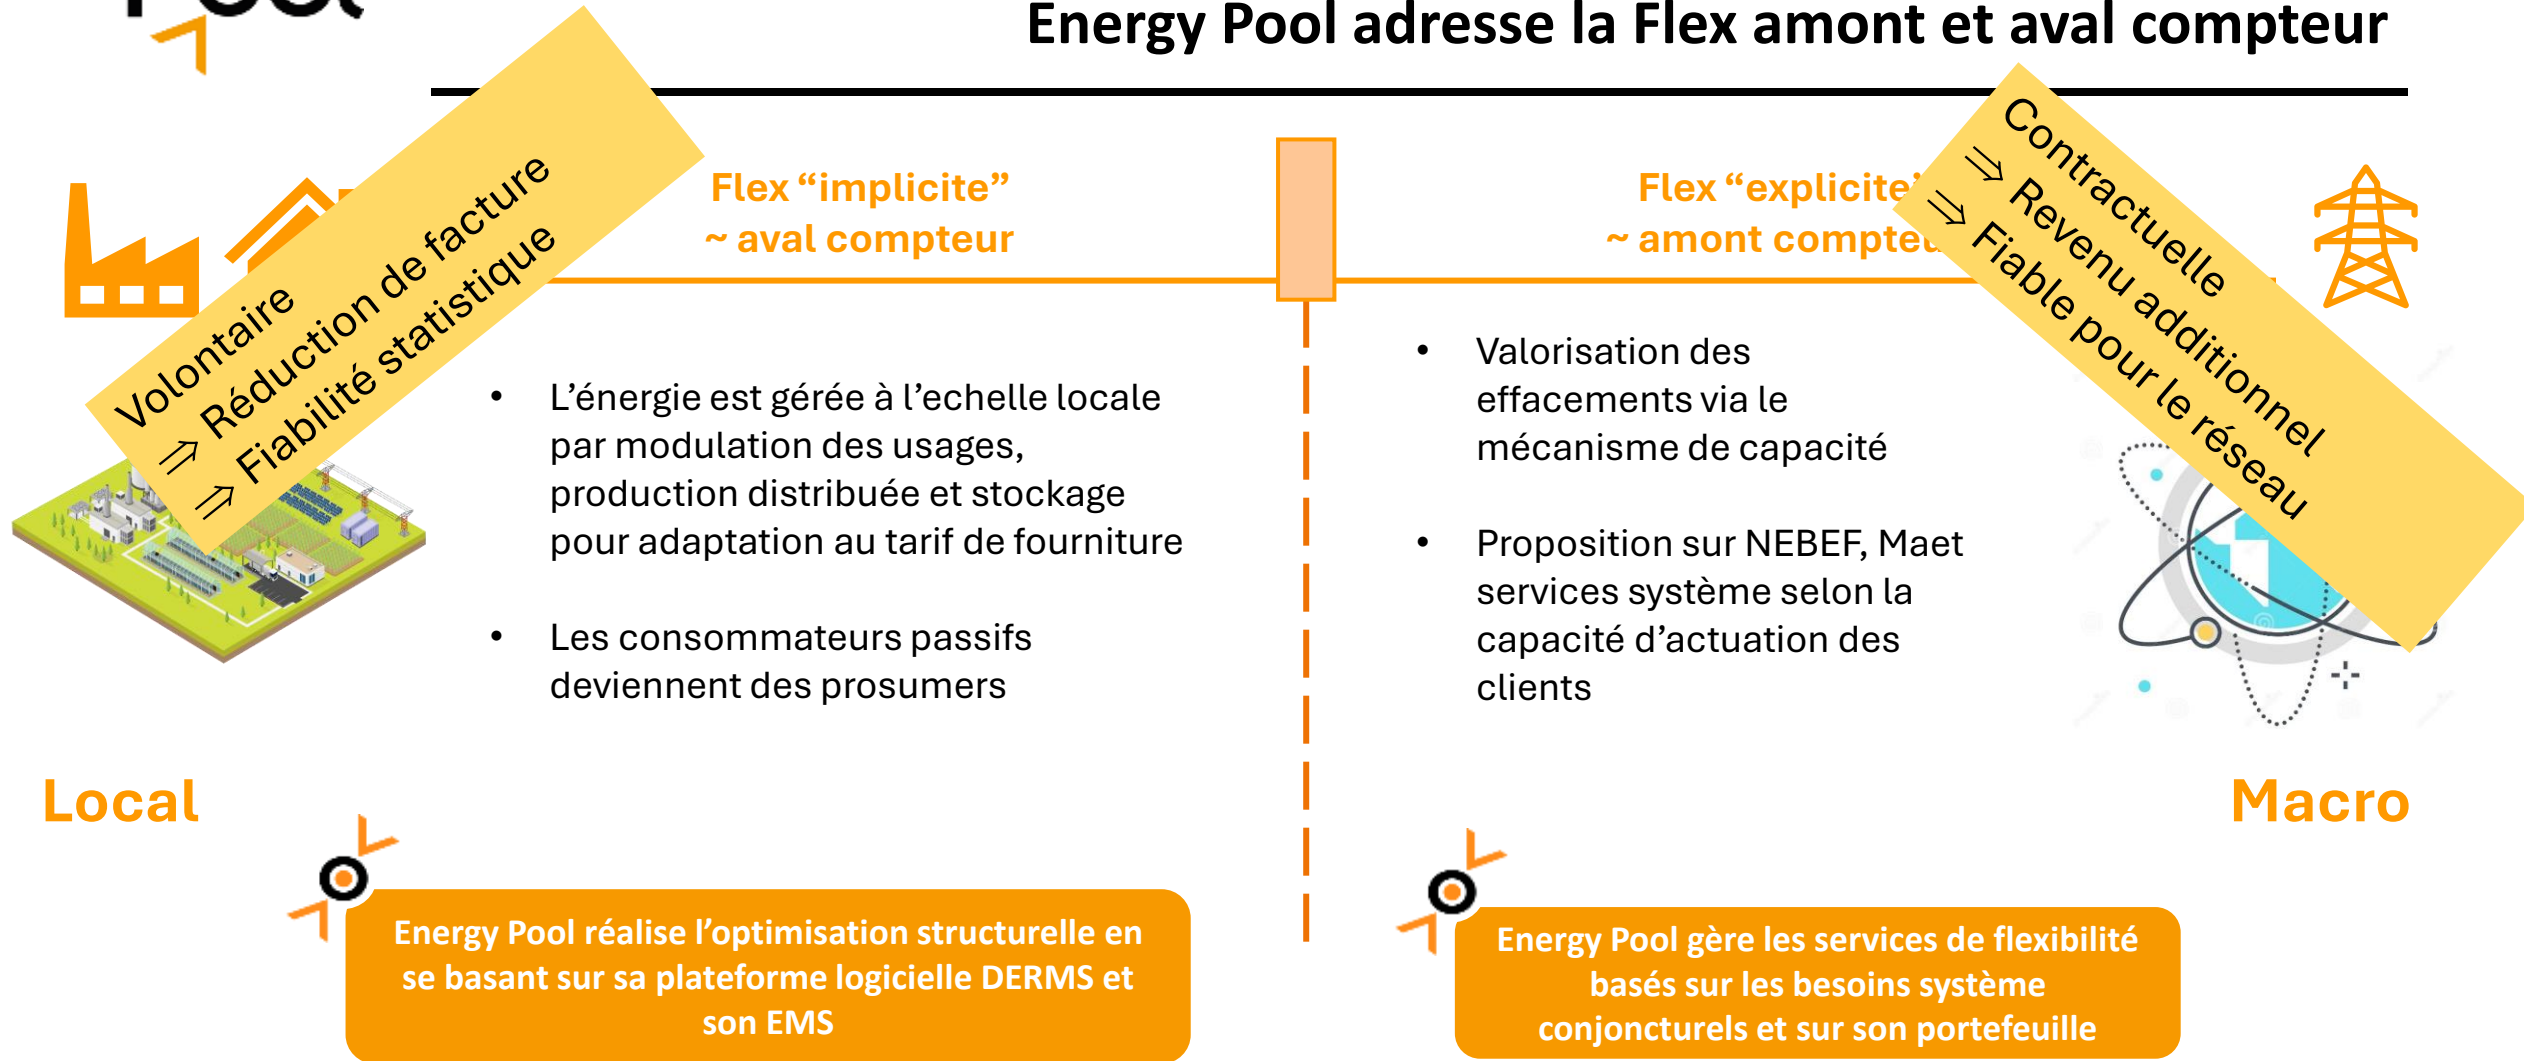 Pool
Energy Pool adresse la Flex amont et aval compteur
Volontaire
⇒ Réduction de facture
⇒ Fiabilité statistique
Flex “implicite”
~ aval compteur
• L’énergie est gérée à l’echelle locale
par modulation des usages,
production distribuée et stockage
pour adaptation au tarif de fourniture
• Les consommateurs passifs
deviennent des prosumers
Local
Energy Pool réalise l’optimisation structurelle en
se basant sur sa plateforme logicielle DERMS et
son EMS
Flex “explicite”
~ amont compteu
Contractuelle
⇒ Revenu additionnel
⇒ Fiable pour le réseau
• Valorisation des
effacements via le
mécanisme de capacité
• Proposition sur NEBEF, Maet
services système selon la
capacité d’actuation des
clients
Macro
Energy Pool gère les services de flexibilité
basés sur les besoins système
conjoncturels et sur son portefeuille